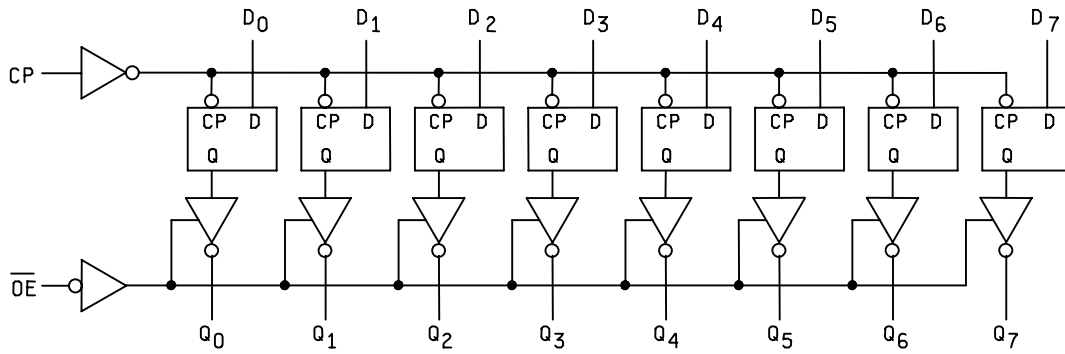 D0 D1 D2 D3 D4 D5 D6 D7
CP
CP D CP D CP D CP D CP D CP D CP D CP D
Q Q Q Q Q Q Q Q
O̅E̅
Q0 Q1 Q2 Q3 Q4 Q5 Q6 Q7